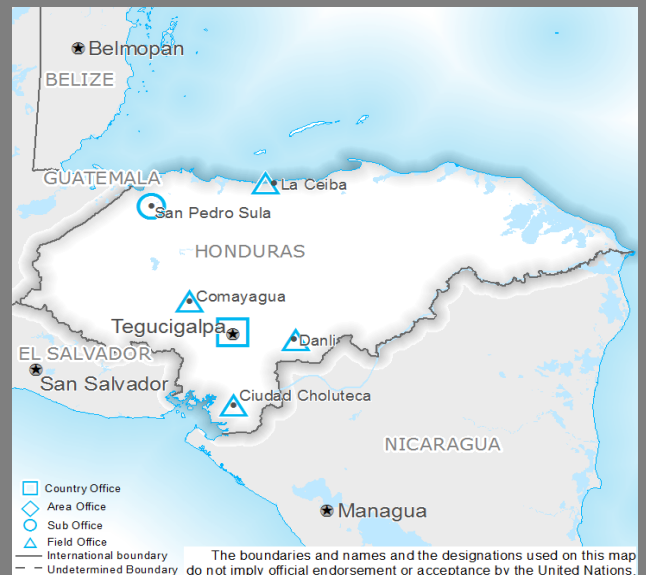 Belmopan
BELIZE
GUATEMALA
La Ceiba
San Pedro Sula
HONDURAS
Comayagua
Tegucigalpa
Danli
EL SALVADOR
San Salvador
Ciudad Choluteca
NICARAGUA
Managua
Country Office
Area Office
Sub Office
Field Office
International boundary
Undetermined Boundary
The boundaries and names and the designations used on this map
do not imply official endorsement or acceptance by the United Nations.